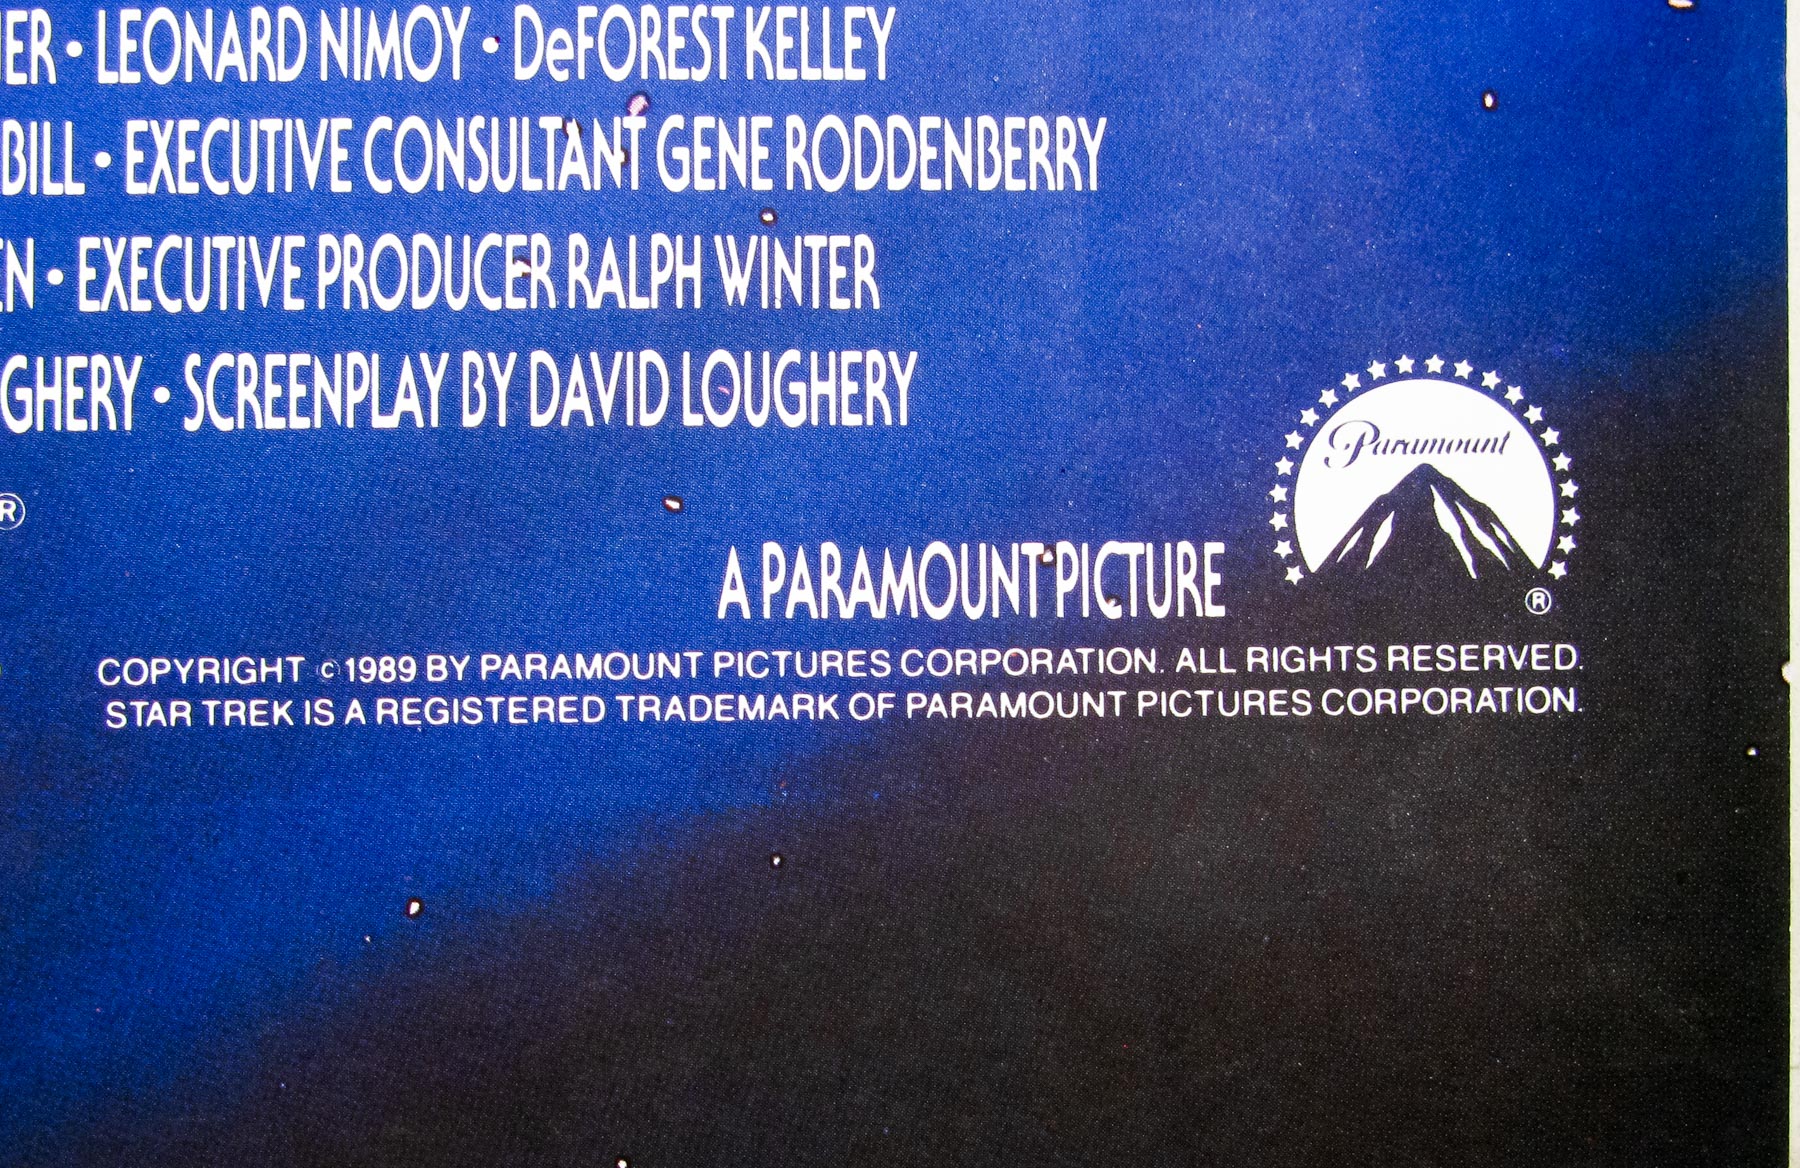 ER • LEONARD NIMOY • DeFOREST KELLEY
BILL • EXECUTIVE CONSULTANT GENE RODDENBERRY
EN • EXECUTIVE PRODUCER RALPH WINTER
GHERY • SCREENPLAY BY DAVID LOUGHERY
®
Paramount
®
A PARAMOUNT PICTURE
COPYRIGHT ©1989 BY PARAMOUNT PICTURES CORPORATION. ALL RIGHTS RESERVED.
STAR TREK IS A REGISTERED TRADEMARK OF PARAMOUNT PICTURES CORPORATION.